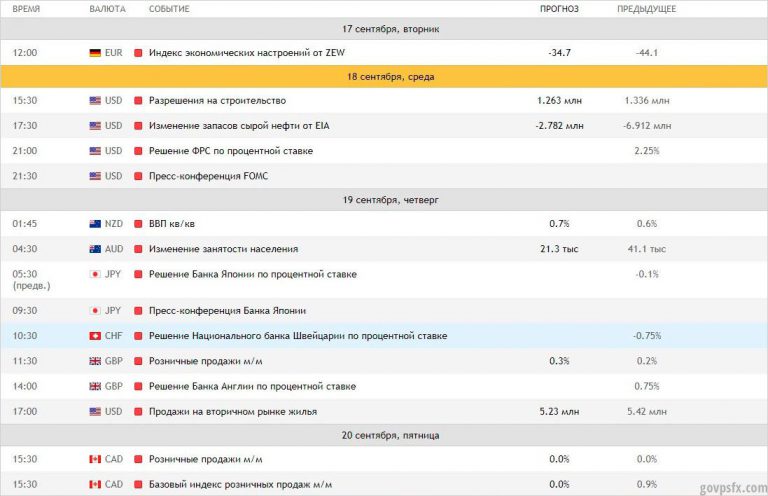 ВРЕМЯ ВАЛЮТА СОБЫТИЕ ПРОГНОЗ ПРЕДЫДУЩЕЕ
17 сентября, вторник
12:00 EUR Индекс экономических настроений от ZEW -34.7 -44.1
18 сентября, среда
15:30 USD Разрешения на строительство 1.263 млн 1.336 млн
17:30 USD Изменение запасов сырой нефти от EIA -2.782 млн -6.912 млн
21:00 USD Решение ФРС по процентной ставке 2.25%
21:30 USD Пресс-конференция FOMC
19 сентября, четверг
01:45 NZD ВВП кв/кв 0.7% 0.6%
04:30 AUD Изменение занятости населения 21.3 тыс 41.1 тыс
05:30 JPY Решение Банка Японии по процентной ставке -0.1%
(предв.)
09:30 JPY Пресс-конференция Банка Японии
10:30 CHF Решение Национального банка Швейцарии по процентной ставке -0.75%
11:30 GBP Розничные продажи м/м 0.3% 0.2%
14:00 GBP Решение Банка Англии по процентной ставке 0.75%
17:00 USD Продажи на вторичном рынке жилья 5.23 млн 5.42 млн
20 сентября, пятница
15:30 CAD Розничные продажи м/м 0.0% 0.0%
15:30 CAD Базовый индекс розничных продаж м/м 0.0% 0.9%
govpsfx.com